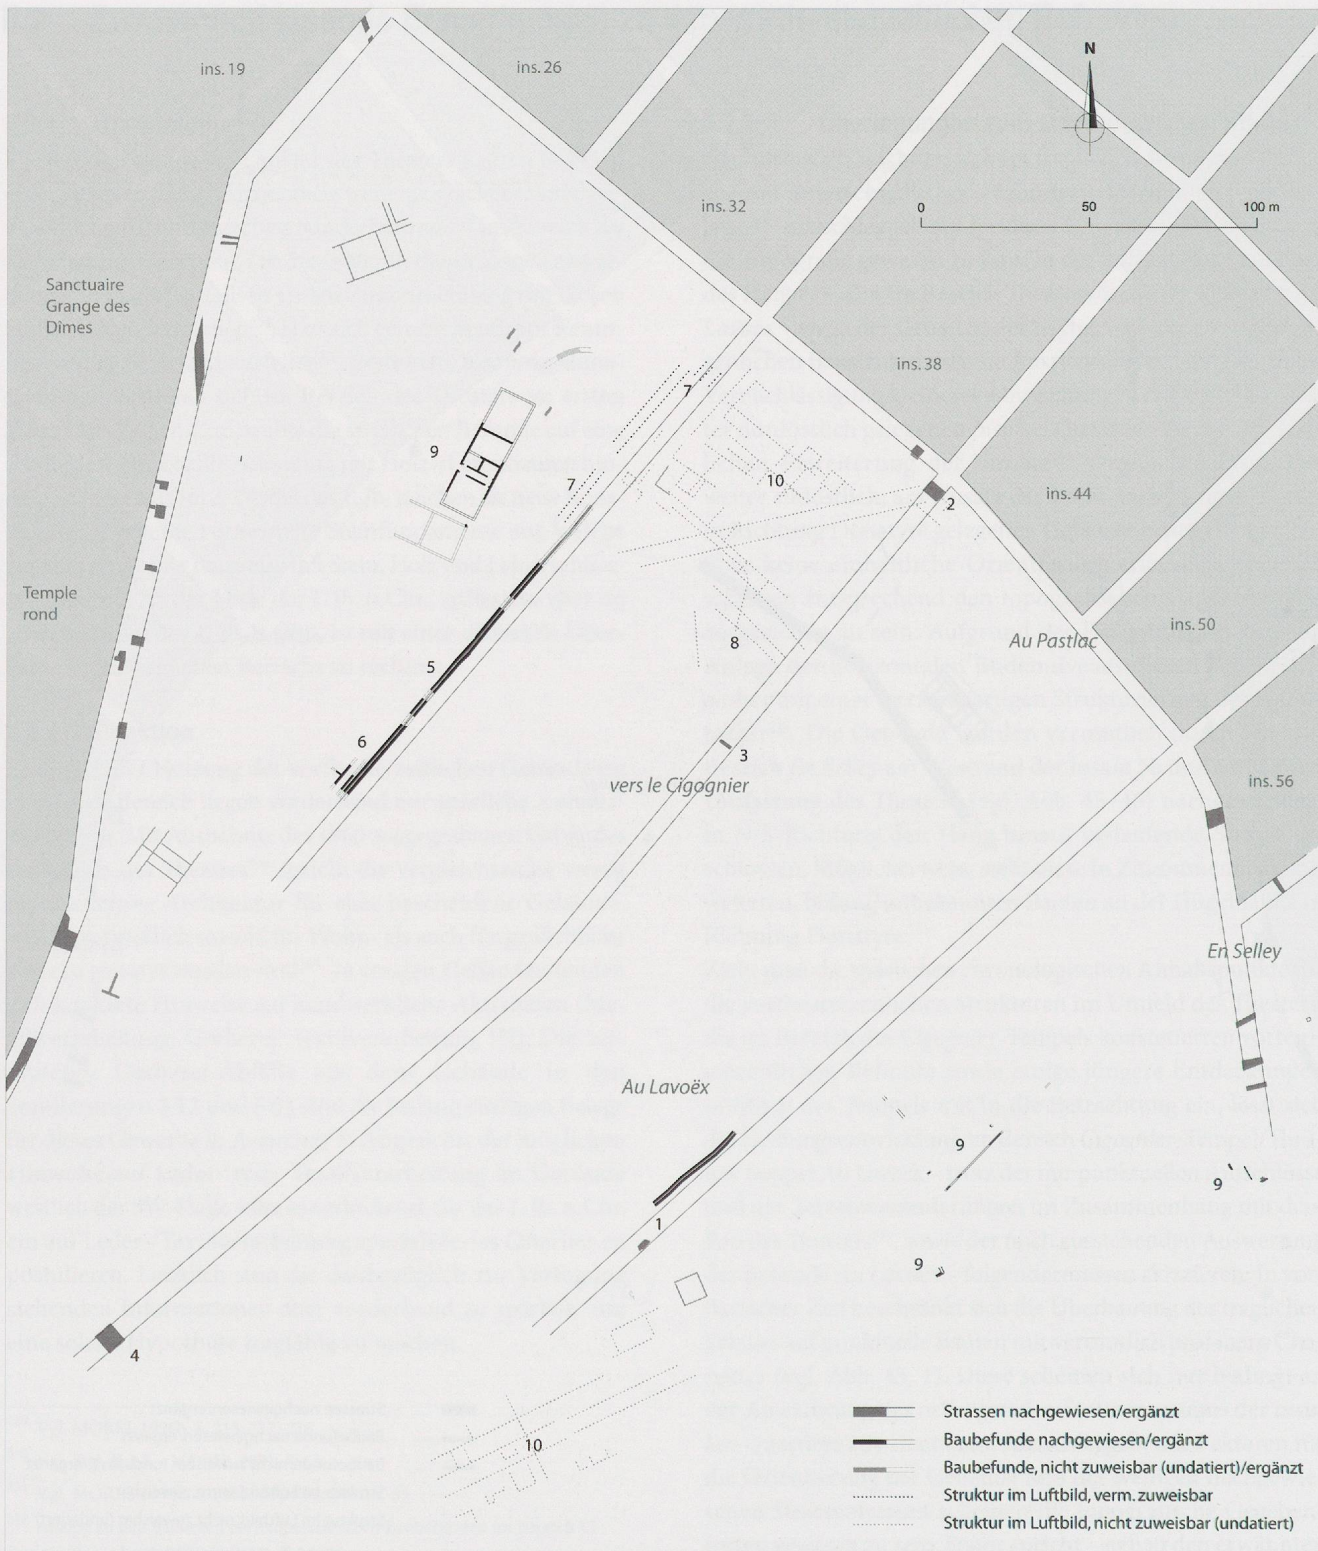 ins. 19
ins. 26
N
ins. 32
0 50 100 m
Sanctuaire
Grange des
Dîmes
ins. 38
7
9
10
7
ins. 44
2
Temple
rond
ins. 50
Au Pastlac
8
5
6
3
vers le Cigognier
ins. 56
En Selley
Au Lavoëx
9
9
1
9
4
10
Strassen nachgewiesen/ergänzt
Baubefunde nachgewiesen/ergänzt
Baubefunde, nicht zuweisbar (undatiert)/ergänzt
Struktur im Luftbild, verm. zuweisbar
Struktur im Luftbild, nicht zuweisbar (undatiert)